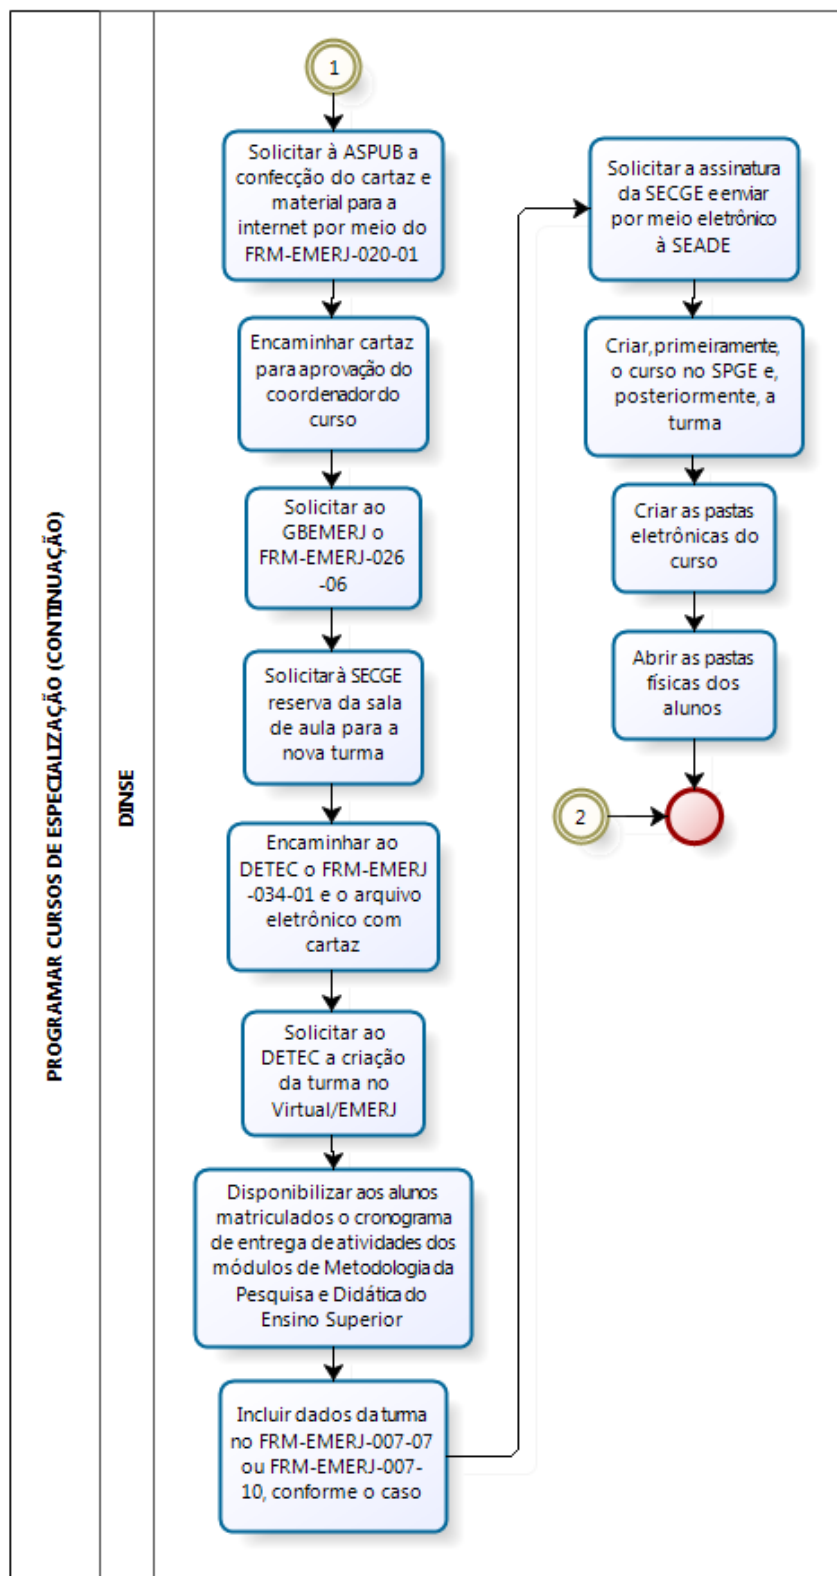 PROGRAMAR CURSOS DE ESPECIALIZAÇÃO (CONTINUAÇÃO)
DINSE
1
Solicitar à ASPUB a
confecção do cartaz e
material para a
internet por meio do
FRM-EMERJ-020-01
Encaminhar cartaz
para aprovação do
coordenador do
curso
Solicitar ao
GBEMERJ o
FRM-EMERJ-026
-06
Solicitar à SECGE
reserva da sala
de aula para a
nova turma
Encaminhar ao
DETEC o FRM-EMERJ
-034-01 e o arquivo
eletrônico com
cartaz
Solicitar ao
DETEC a criação
da turma no
Virtual/EMERJ
Disponibilizar aos alunos
matriculados o cronograma
de entrega de atividades dos
módulos de Metodologia da
Pesquisa e Didática do
Ensino Superior
Incluir dados da turma
no FRM-EMERJ-007-07
ou FRM-EMERJ-007-
10, conforme o caso
Solicitar a assinatura
da SECGE e enviar
por meio eletrônico
à SEADE
Criar, primeiramente,
o curso no SPGE e,
posteriormente, a
turma
Criar as pastas
eletrônicas do
curso
Abrir as pastas
físicas dos
alunos
2